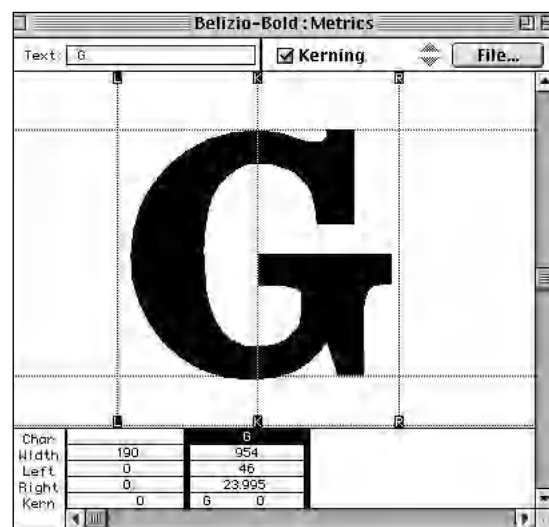 Belizio-Bold : Metrics
Text: G Kerning File...
L K R
G
L K R
Char G
Width 190 954
Left 0 46
Right 0 23.995
Kern 0 G 0